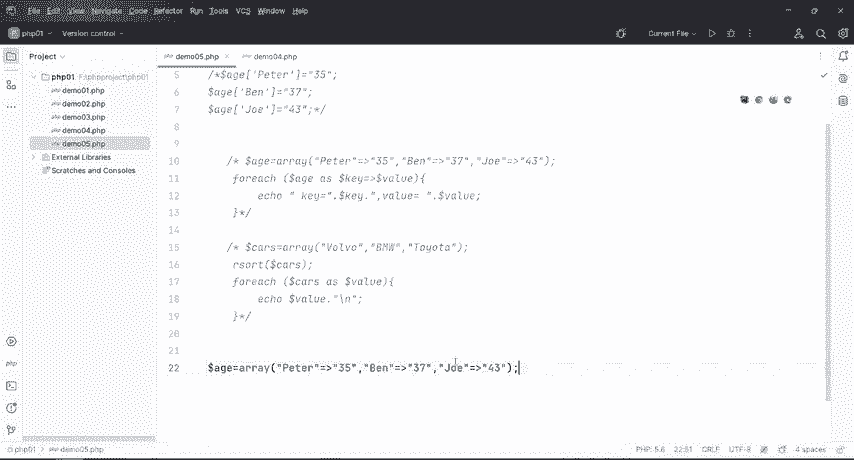 File Edit View Navigate Code Refactor Run Tools VCS Window Help
php01 Version control Current File
Project
demo05.php demo04.php
php01 F:\phpproject\php01
demo01.php
demo02.php
demo03.php
demo04.php
demo05.php
External Libraries
Scratches and Consoles
5 /*$age['Peter']="35";
6 $age['Ben']="37";
7 $age['Joe']="43";*/
8
9
10 /* $age=array("Peter"=>"35","Ben"=>"37","Joe"=>"43");
11 foreach ($age as $key=>$value){
12 echo " key=".$key.",value= ".$value;
13 }*/
14
15 /* $cars=array("Volvo","BMW","Toyota");
16 rsort($cars);
17 foreach ($cars as $value){
18 echo $value."\n";
19 }*/
20
21
22 $age=array("Peter"=>"35","Ben"=>"37","Joe"=>"43");
php
php01 > demo05.php
PHP: 5.6 22:51 CRLF UTF-8 4 spaces